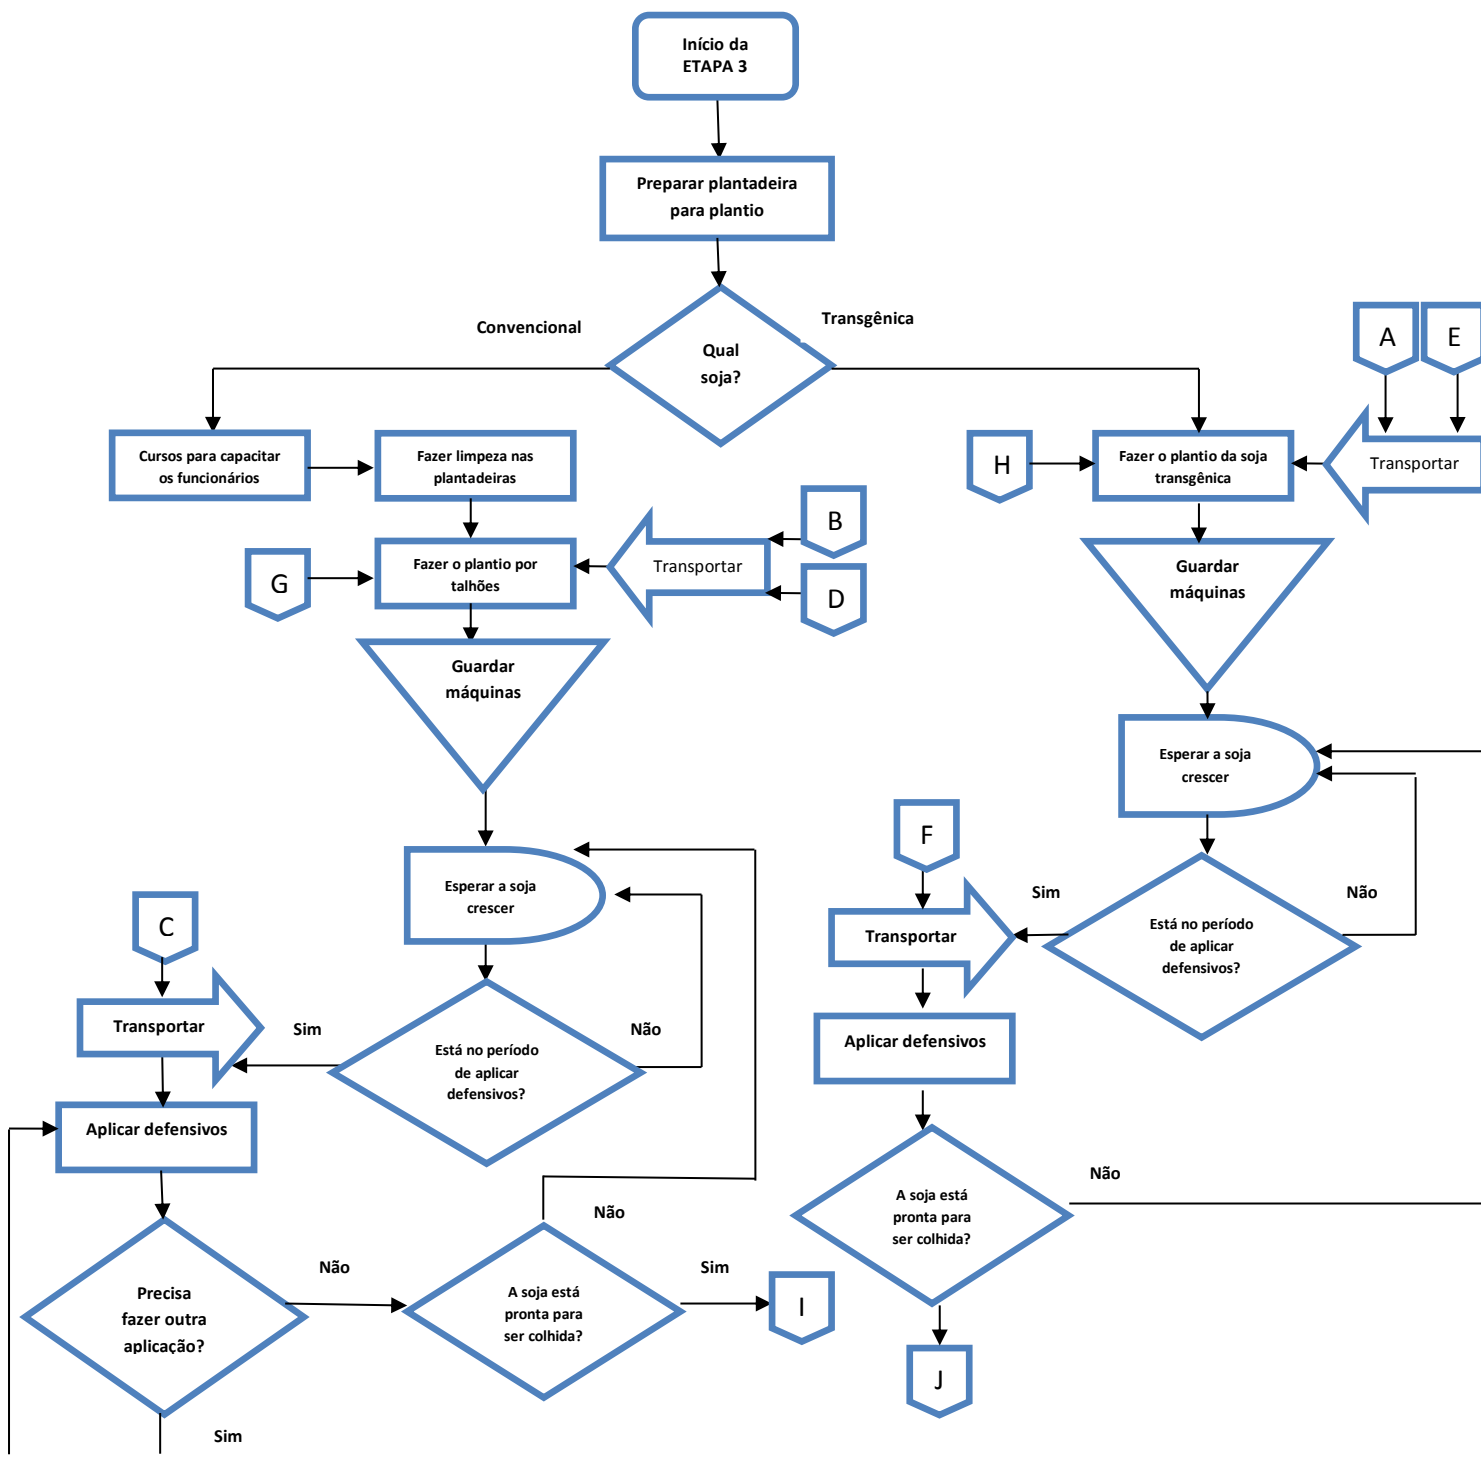 Início da
ETAPA 3
Preparar plantadeira
para plantio
Convencional
Transgênica
Qual
soja?
A
E
Cursos para capacitar
os funcionários
Fazer limpeza nas
plantadeiras
H
Fazer o plantio da soja
transgênica
Transportar
B
G
Fazer o plantio por
talhões
Transportar
D
Guardar
máquinas
Guardar
máquinas
Esperar a soja
crescer
F
Esperar a soja
crescer
Sim
Não
C
Transportar
Está no período
de aplicar
defensivos?
Transportar
Sim
Não
Está no período
de aplicar
defensivos?
Aplicar defensivos
Aplicar defensivos
Não
A soja está
pronta para
ser colhida?
Não
Precisa
fazer outra
aplicação?
Não
A soja está
pronta para
ser colhida?
Sim
I
J
Sim